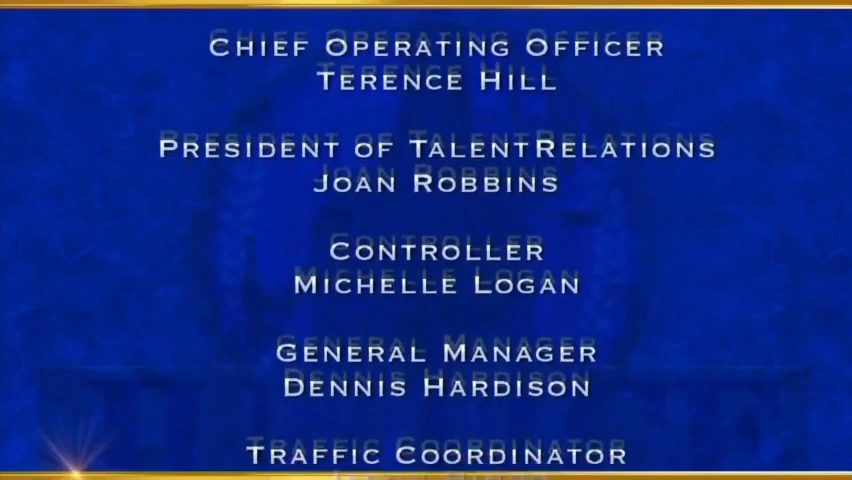 CHIEF OPERATING OFFICER
TERENCE HILL
PRESIDENT OF TALENTRELATIONS
JOAN ROBBINS
CONTROLLER
MICHELLE LOGAN
GENERAL MANAGER
DENNIS HARDISON
TRAFFIC COORDINATOR